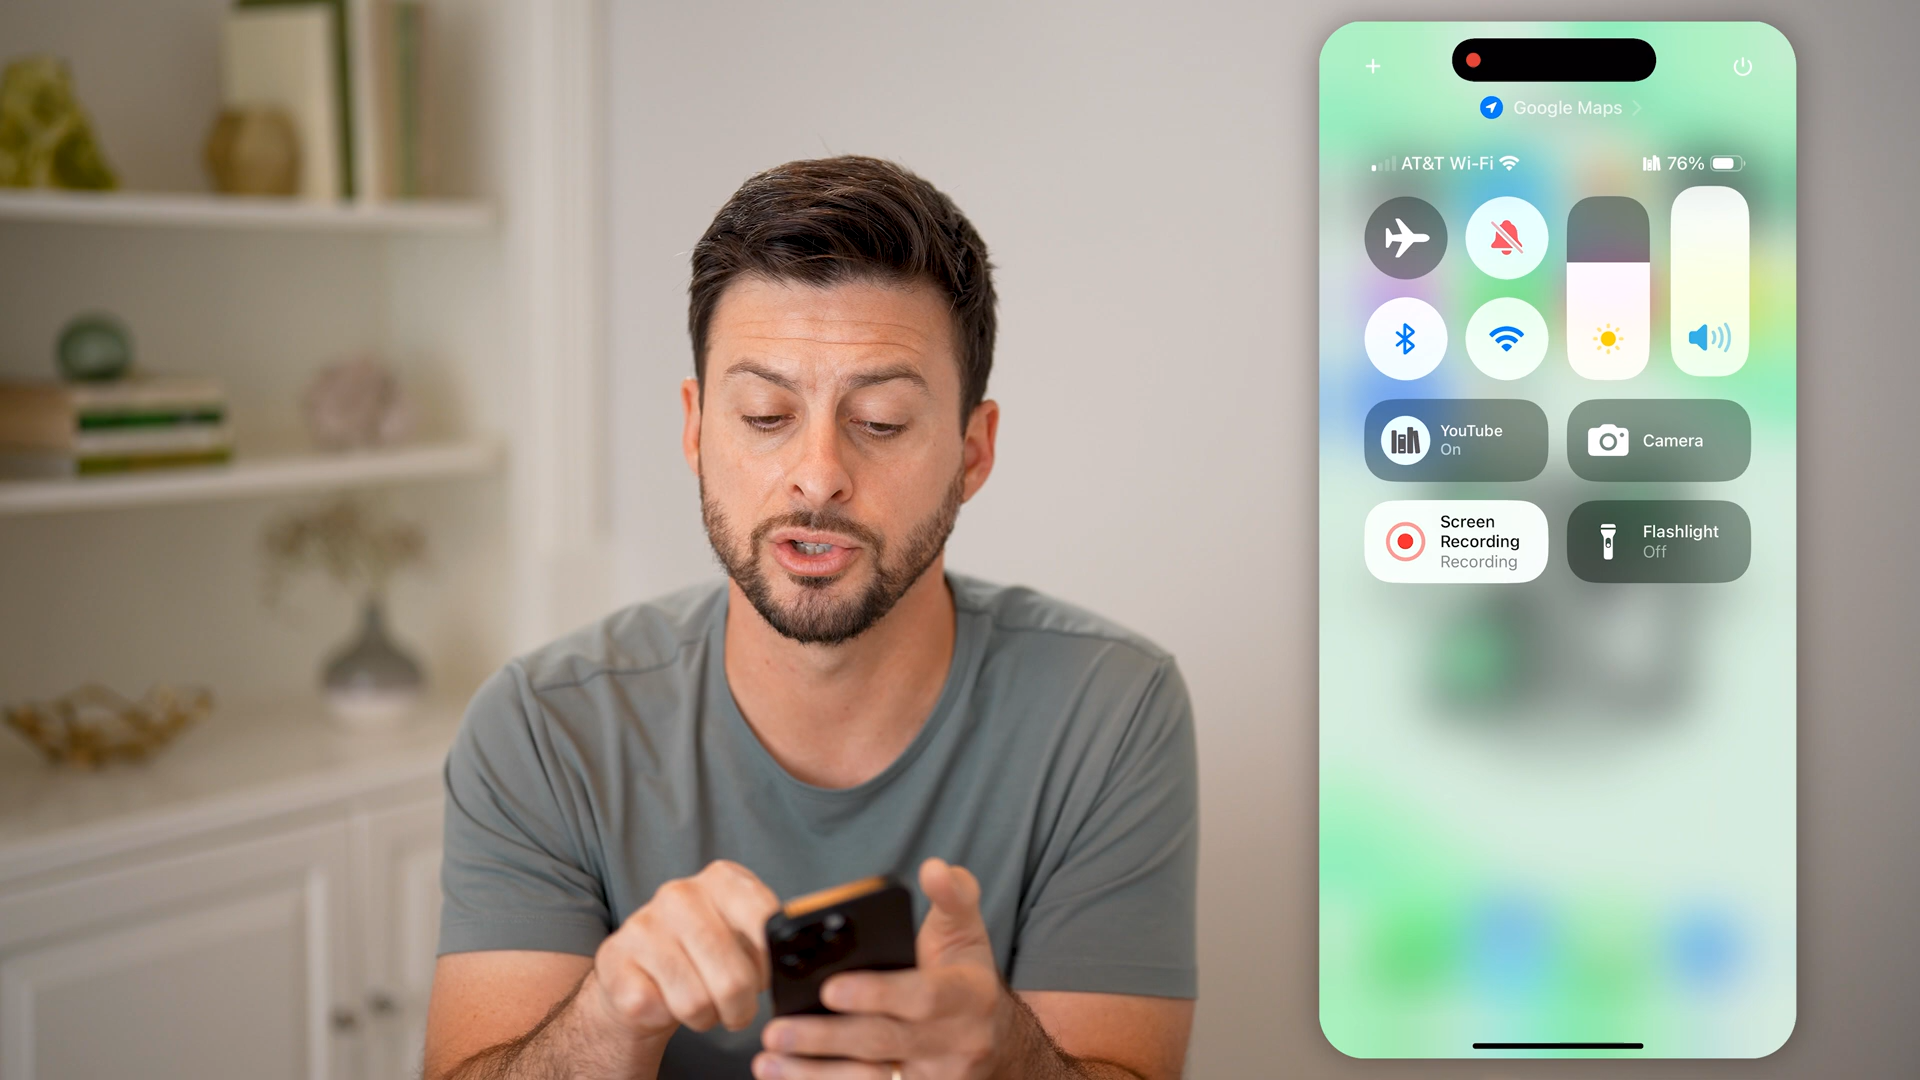 Google Maps
AT&T Wi-Fi
76%
YouTube
On
Camera
Screen
Recording
Recording
Flashlight
Off